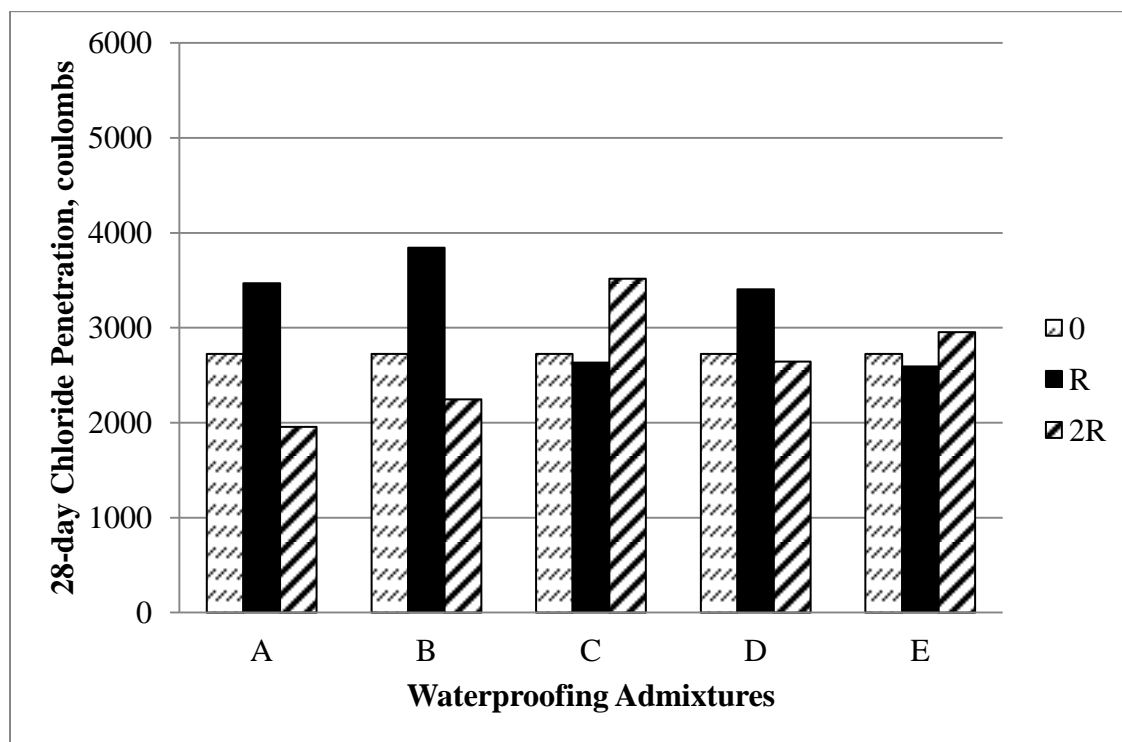 28-day Chloride Penetration, coulombs
6000
5000
4000
3000
2000
1000
0
A B C D E
Waterproofing Admixtures
0
R
2R